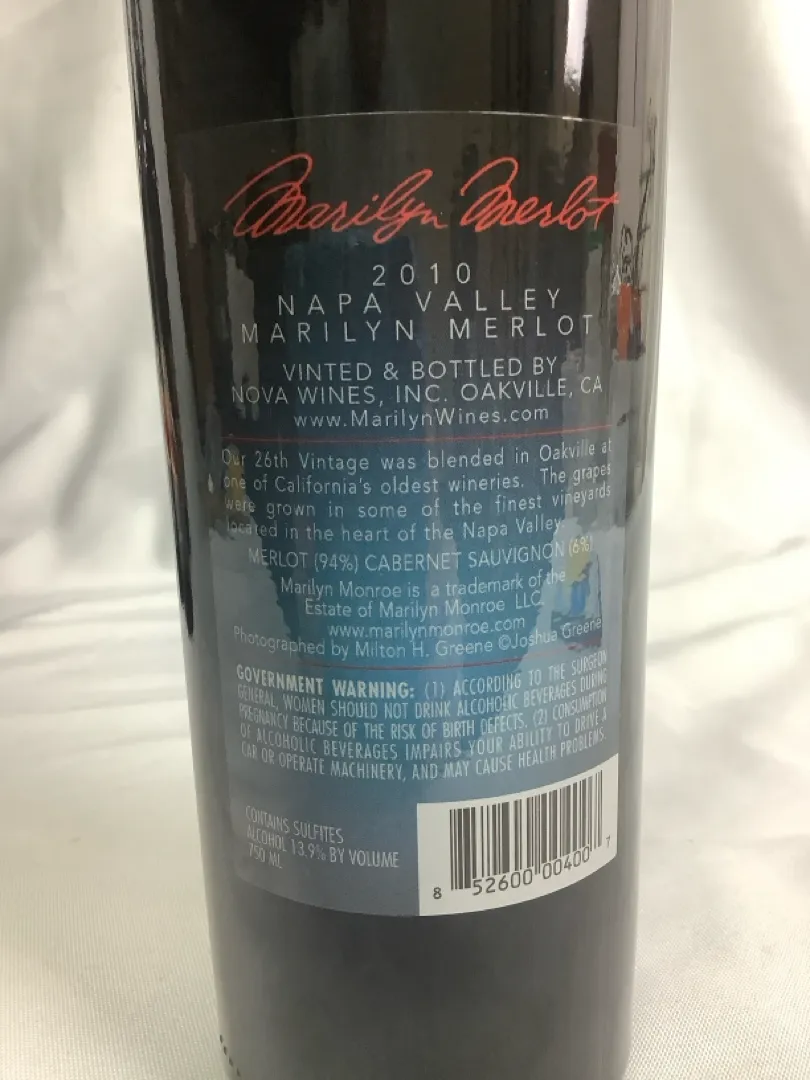 Marilyn Merlot
2010
NAPA VALLEY
MARILYN MERLOT
VINTED & BOTTLED BY
NOVA WINES, INC. OAKVILLE, CA
www.MarilynWines.com
Our 26th Vintage was blended in Oakville at
one of California's oldest wineries. The grapes
were grown in some of the finest vineyards
located in the heart of the Napa Valley.
MERLOT (94%) CABERNET SAUVIGNON (6%)
Marilyn Monroe is a trademark of the
Estate of Marilyn Monroe LLC
www.marilynmonroe.com
Photographed by Milton H. Greene ©Joshua Greene
GOVERNMENT WARNING: (1) ACCORDING TO THE SURGEON
GENERAL, WOMEN SHOULD NOT DRINK ALCOHOLIC BEVERAGES DURING
PREGNANCY BECAUSE OF THE RISK OF BIRTH DEFECTS. (2) CONSUMPTION
OF ALCOHOLIC BEVERAGES IMPAIRS YOUR ABILITY TO DRIVE A
CAR OR OPERATE MACHINERY, AND MAY CAUSE HEALTH PROBLEMS.
CONTAINS SULFITES
ALCOHOL 13.9% BY VOLUME
750 ML
8 52600 00400 7